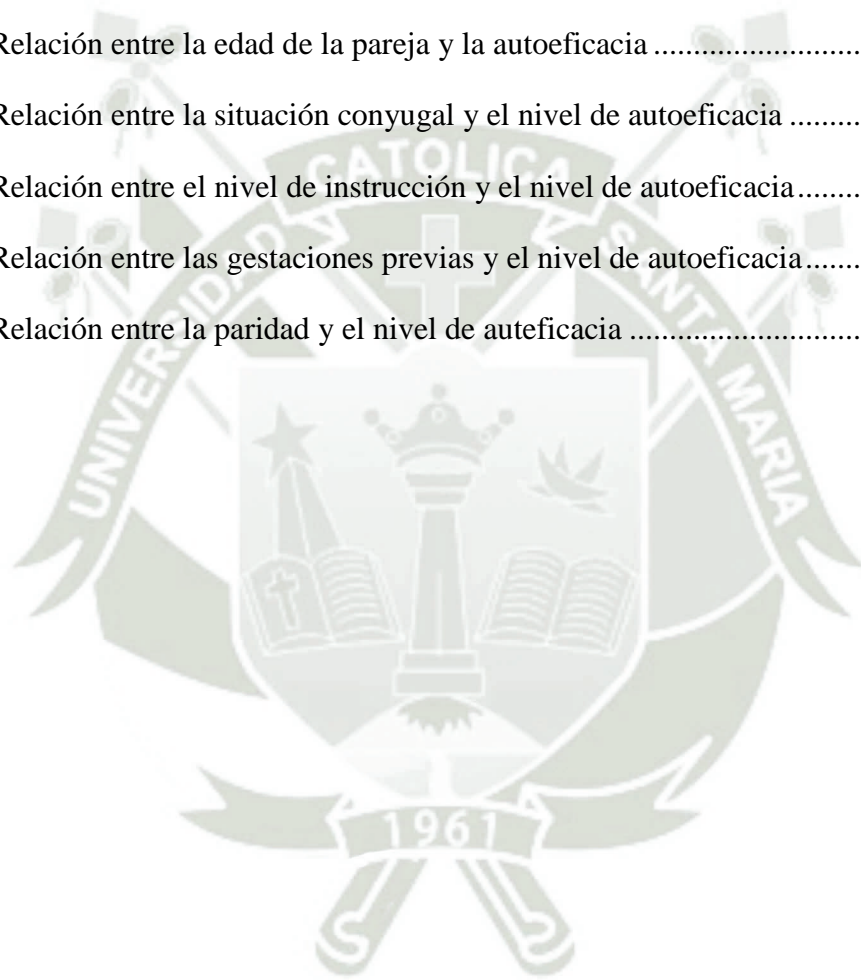 Relación entre la edad de la pareja y la autoeficacia .........................
Relación entre la situación conyugal y el nivel de autoeficacia .........
Relación entre el nivel de instrucción y el nivel de autoeficacia........
Relación entre las gestaciones previas y el nivel de autoeficacia.......
Relación entre la paridad y el nivel de auteficacia ............................
UNIVERSIDAD CATOLICA SANTA MARIA
1961